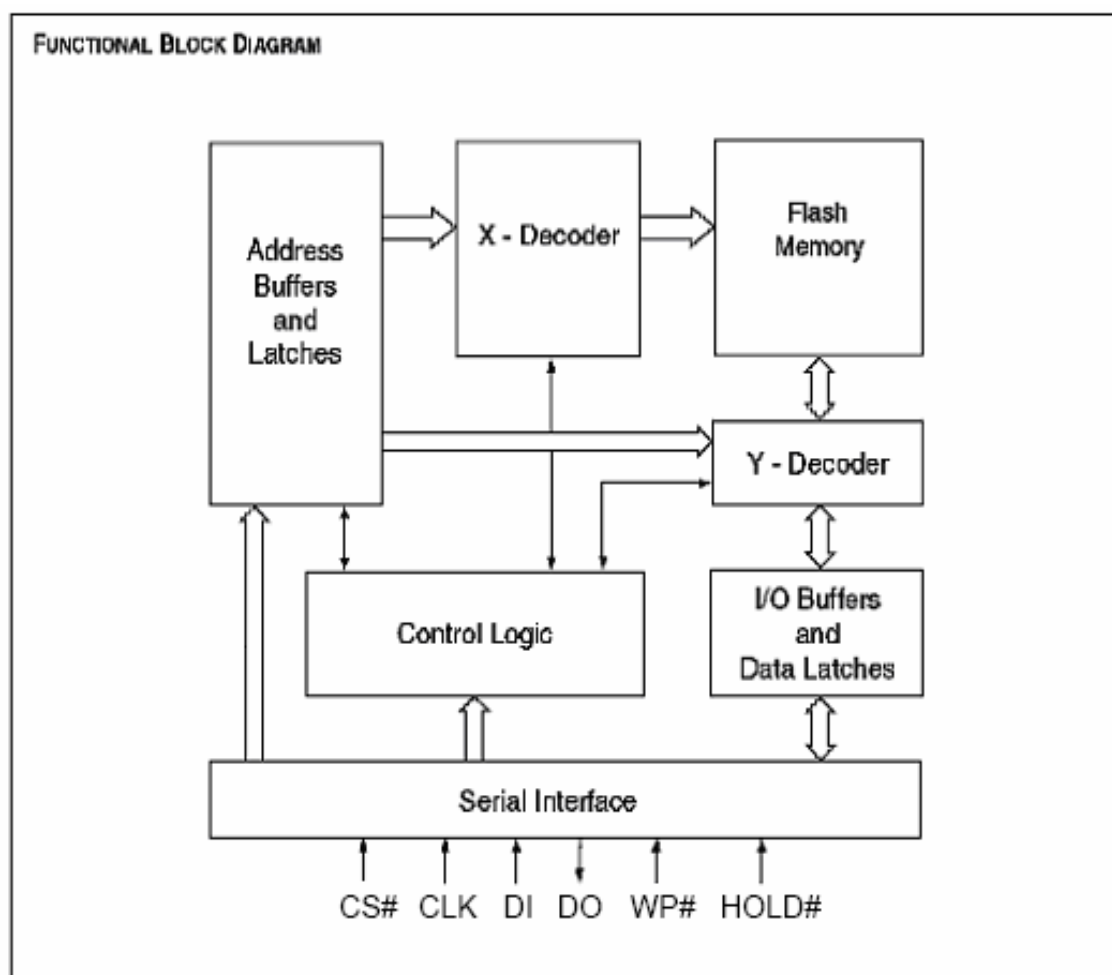 FUNCTIONAL BLOCK DIAGRAM
Address
Buffers
and
Latches
X - Decoder
Flash
Memory
Y - Decoder
Control Logic
I/O Buffers
and
Data Latches
Serial Interface
CS# CLK DI DO WP# HOLD#